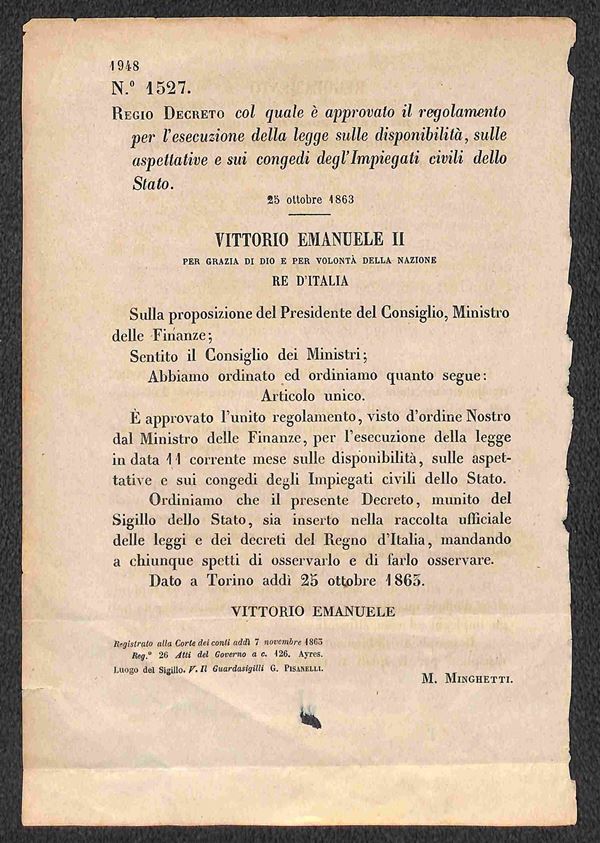 1948
N.º 1527.
REGIO DECRETO col quale è approvato il regolamento
per l'esecuzione della legge sulle disponibilità, sulle
aspettative e sui congedi degl'Impiegati civili dello
Stato.
25 ottobre 1863
VITTORIO EMANUELE II
PER GRAZIA DI DIO E PER VOLONTÀ DELLA NAZIONE
RE D'ITALIA
Sulla proposizione del Presidente del Consiglio, Ministro
delle Finanze;
Sentito il Consiglio dei Ministri;
Abbiamo ordinato ed ordiniamo quanto segue:
Articolo unico.
È approvato l'unito regolamento, visto d'ordine Nostro
dal Ministro delle Finanze, per l'esecuzione della legge
in data 11 corrente mese sulle disponibilità, sulle aspet-
tative e sui congedi degli Impiegati civili dello Stato.
Ordiniamo che il presente Decreto, munito del
Sigillo dello Stato, sia inserto nella raccolta ufficiale
delle leggi e dei decreti del Regno d'Italia, mandando
a chiunque spetti di osservarlo e di farlo osservare.
Dato a Torino addì 25 ottobre 1863.
VITTORIO EMANUELE
Registrato alla Corte dei conti addì 7 novembre 1863
Reg.º 26 Atti del Governo a c. 126. Ayres.
Luogo del Sigillo. V. Il Guardasigilli G. PISANELLI.
M. MINGHETTI.